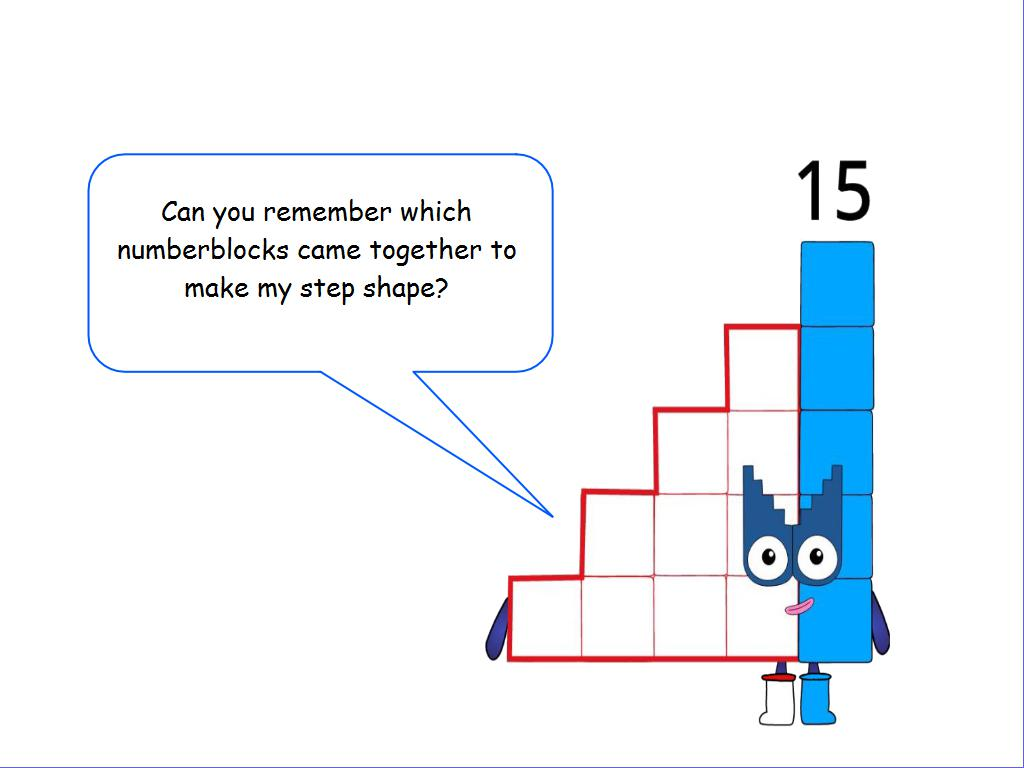 15
Can you remember which
numberblocks came together to
make my step shape?